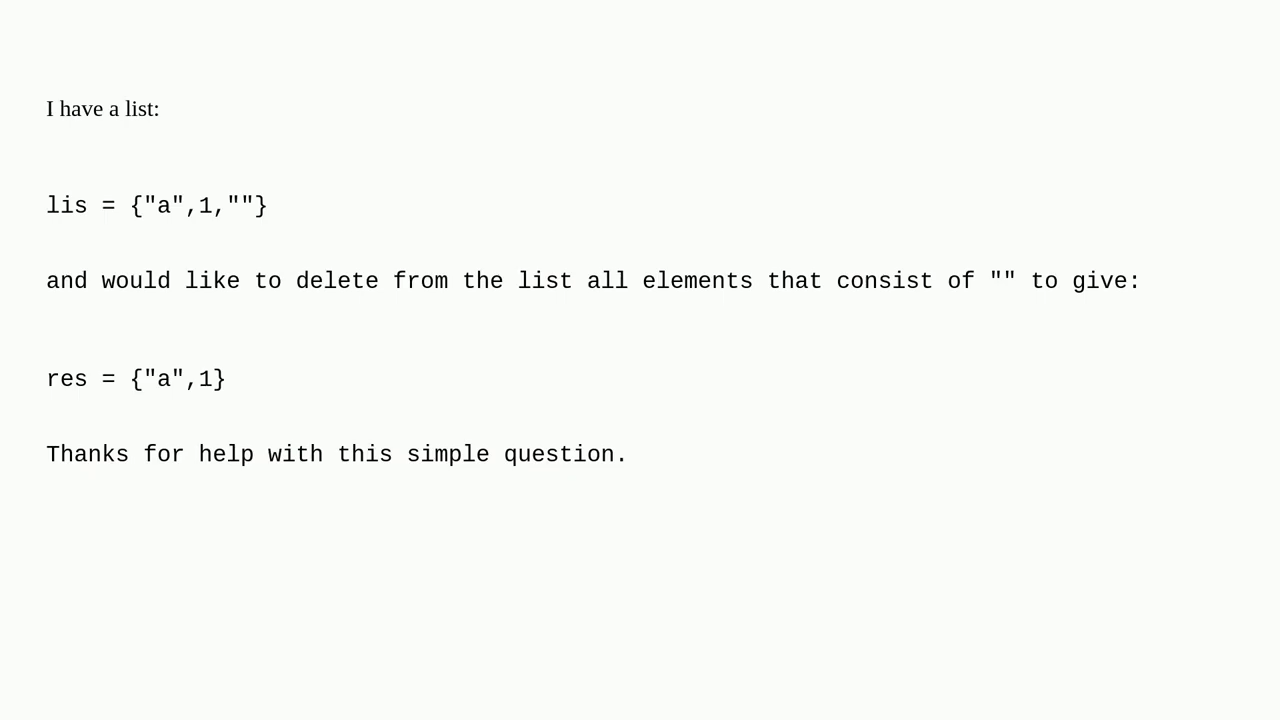 I have a list:
lis = {"a",1,""}
and would like to delete from the list all elements that consist of "" to give:
res = {"a",1}
Thanks for help with this simple question.